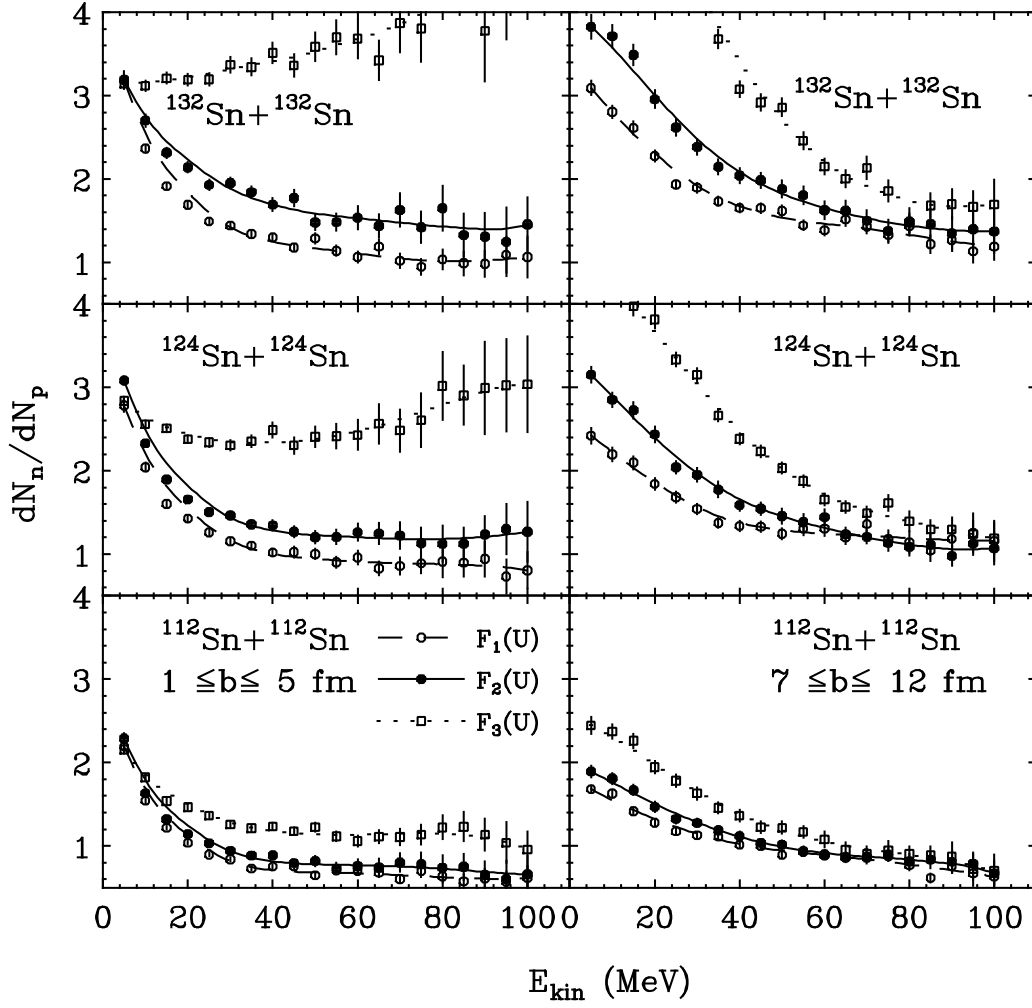 4
3
2
1
¹³²Sn+¹³²Sn
¹³²Sn+¹³²Sn
4
3
2
1
¹²⁴Sn+¹²⁴Sn
¹²⁴Sn+¹²⁴Sn
dNₙ/dNₚ
4
3
2
1
¹¹²Sn+¹¹²Sn
1 ≦b≦ 5 fm
F₁(U)
F₂(U)
F₃(U)
¹¹²Sn+¹¹²Sn
7 ≦b≦ 12 fm
0 20 40 60 80 100 0 20 40 60 80 100
E_kin (MeV)